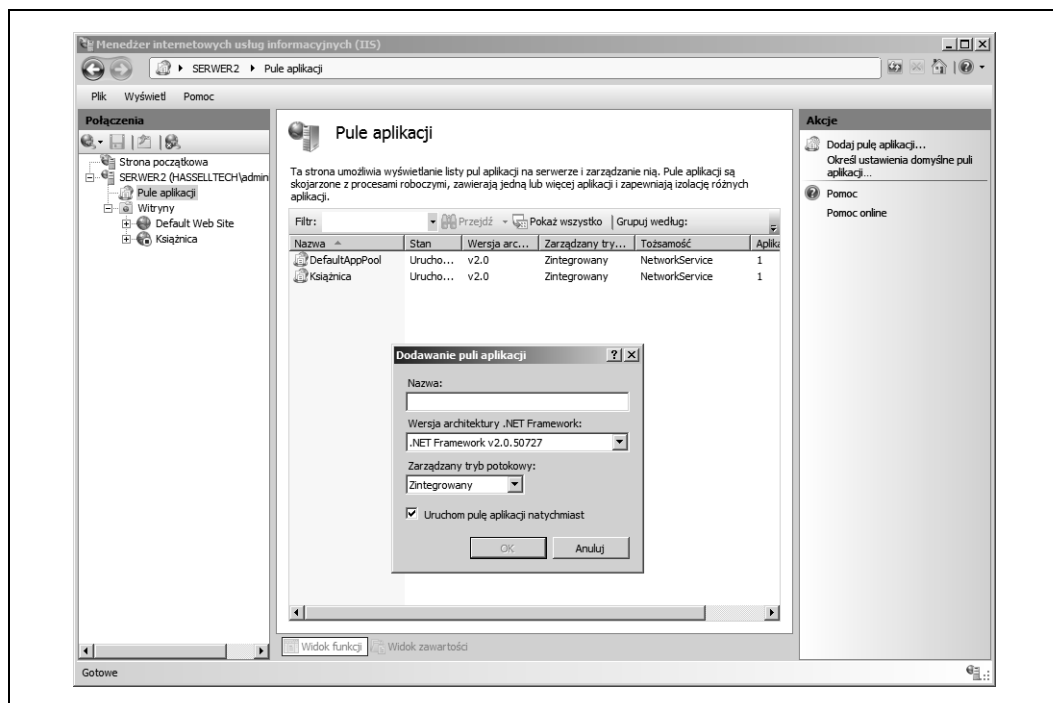 Menedżer internetowych usług informacyjnych (IIS)
SERWER2 Pule aplikacji
Plik Wyświetl Pomoc
Połączenia
Strona początkowa
SERWER2 (HASSELLTECH\admin
Pule aplikacji
Witryny
Default Web Site
Książnica
Pule aplikacji
Ta strona umożliwia wyświetlanie listy pul aplikacji na serwerze i zarządzanie nią. Pule aplikacji są
skojarzone z procesami roboczymi, zawierają jedną lub więcej aplikacji i zapewniają izolację różnych
aplikacji.
Filtr: Przejdź Pokaż wszystko Grupuj według:
Nazwa Stan Wersja arc... Zarządzany try... Tożsamość Aplika
DefaultAppPool Urucho... v2.0 Zintegrowany NetworkService 1
Książnica Urucho... v2.0 Zintegrowany NetworkService 1
Dodawanie puli aplikacji
Nazwa:
Wersja architektury .NET Framework:
.NET Framework v2.0.50727
Zarządzany tryb potokowy:
Zintegrowany
Uruchom pulę aplikacji natychmiast
OK Anuluj
Widok funkcji Widok zawartości
Akcje
Dodaj pulę aplikacji...
Określ ustawienia domyślne puli
aplikacji...
Pomoc
Pomoc online
Gotowe